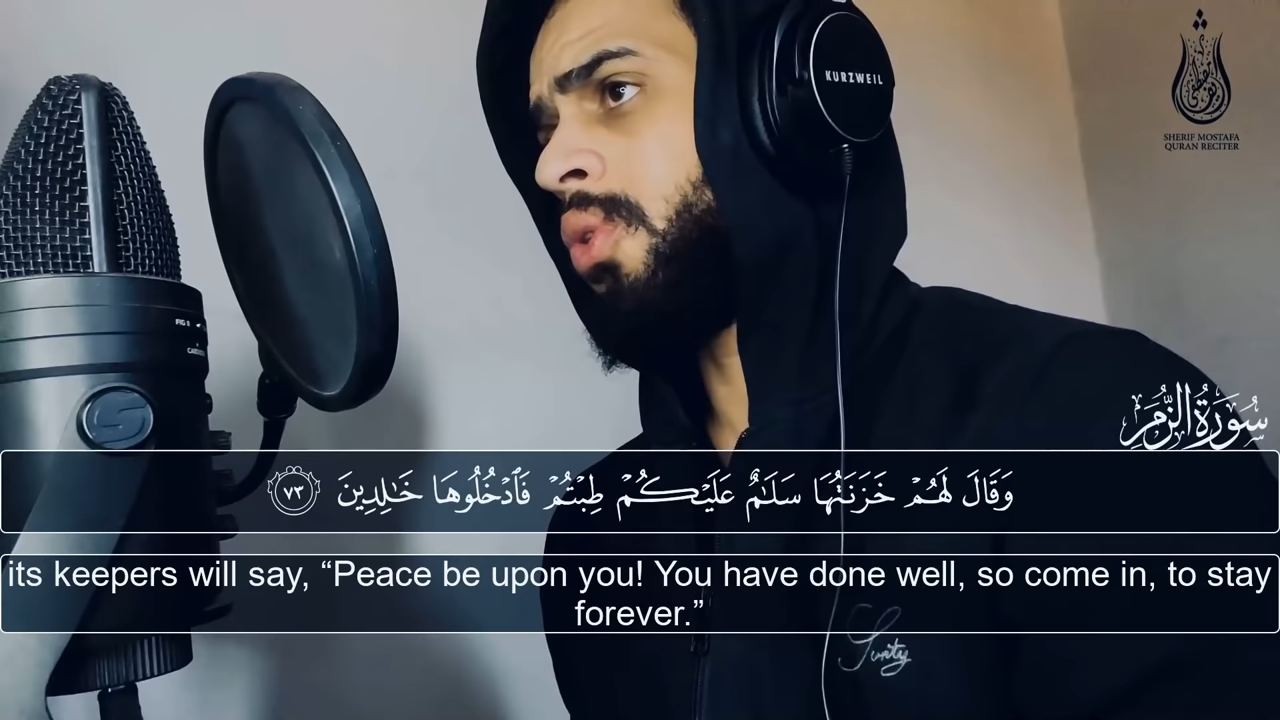 KURZWEIL
SHERIF MOSTAFA
QURAN RECITER
سُورَةُ الزُّمَرِ
وَقَالَ لَهُمْ خَزَنَتُهَا سَلَـٰمٌ عَلَيْكُمْ طِبْتُمْ فَٱدْخُلُوهَا خَـٰلِدِينَ ٧٣
its keepers will say, “Peace be upon you! You have done well, so come in, to stay
forever.”